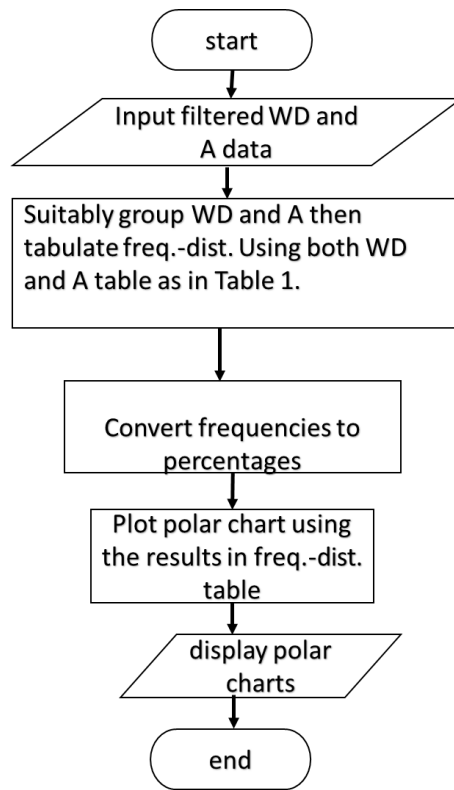 start
Input filtered WD and
A data
Suitably group WD and A then
tabulate freq.-dist. Using both WD
and A table as in Table 1.
Convert frequencies to
percentages
Plot polar chart using
the results in freq.-dist.
table
display polar
charts
end